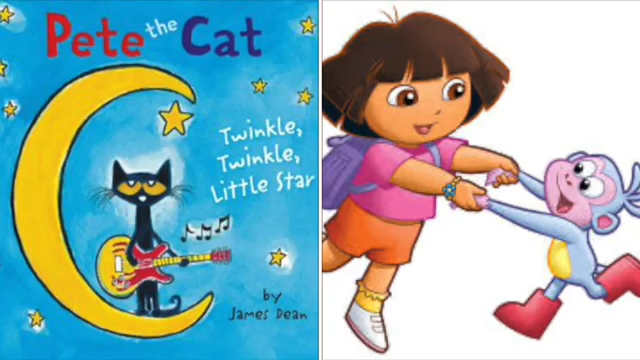 Pete the Cat
Twinkle,
Twinkle,
Little Star
by
James Dean